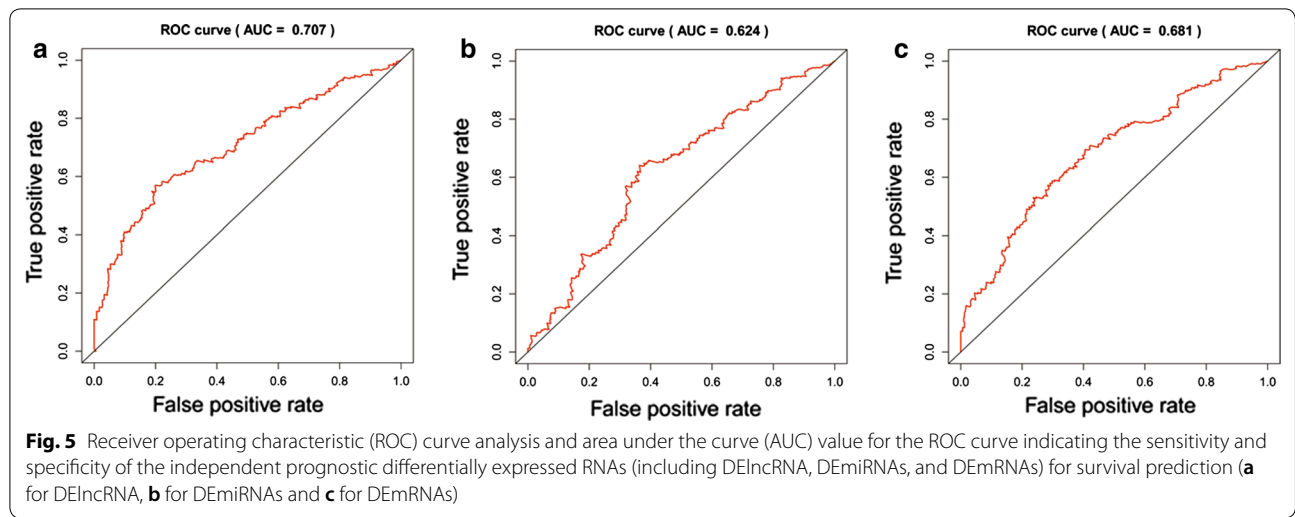 a
ROC curve ( AUC = 0.707 )
True positive rate
1.0
0.8
0.6
0.4
0.2
0.0
0.0 0.2 0.4 0.6 0.8 1.0
False positive rate
b
ROC curve ( AUC = 0.624 )
True positive rate
1.0
0.8
0.6
0.4
0.2
0.0
0.0 0.2 0.4 0.6 0.8 1.0
False positive rate
c
ROC curve ( AUC = 0.681 )
True positive rate
1.0
0.8
0.6
0.4
0.2
0.0
0.0 0.2 0.4 0.6 0.8 1.0
False positive rate
Fig. 5 Receiver operating characteristic (ROC) curve analysis and area under the curve (AUC) value for the ROC curve indicating the sensitivity and
specificity of the independent prognostic differentially expressed RNAs (including DElncRNA, DEmiRNAs, and DEmRNAs) for survival prediction (a
for DElncRNA, b for DEmiRNAs and c for DEmRNAs)